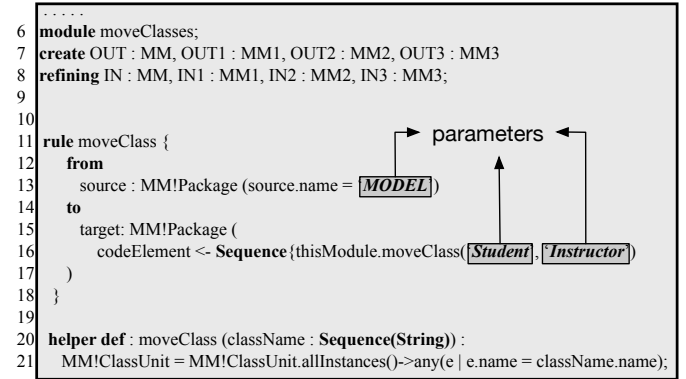 . . . . .
6 module moveClasses;
7 create OUT : MM, OUT1 : MM1, OUT2 : MM2, OUT3 : MM3
8 refining IN : MM, IN1 : MM1, IN2 : MM2, IN3 : MM3;
9
10
11 rule moveClass {
parameters
12 from
13 source : MM!Package (source.name = 'MODEL')
14 to
15 target: MM!Package (
16 codeElement <- Sequence{thisModule.moveClass('Student', 'Instructor')
17 )
18 }
19
20 helper def : moveClass (className : Sequence(String)) :
21 MM!ClassUnit = MM!ClassUnit.allInstances()->any(e | e.name = className.name);